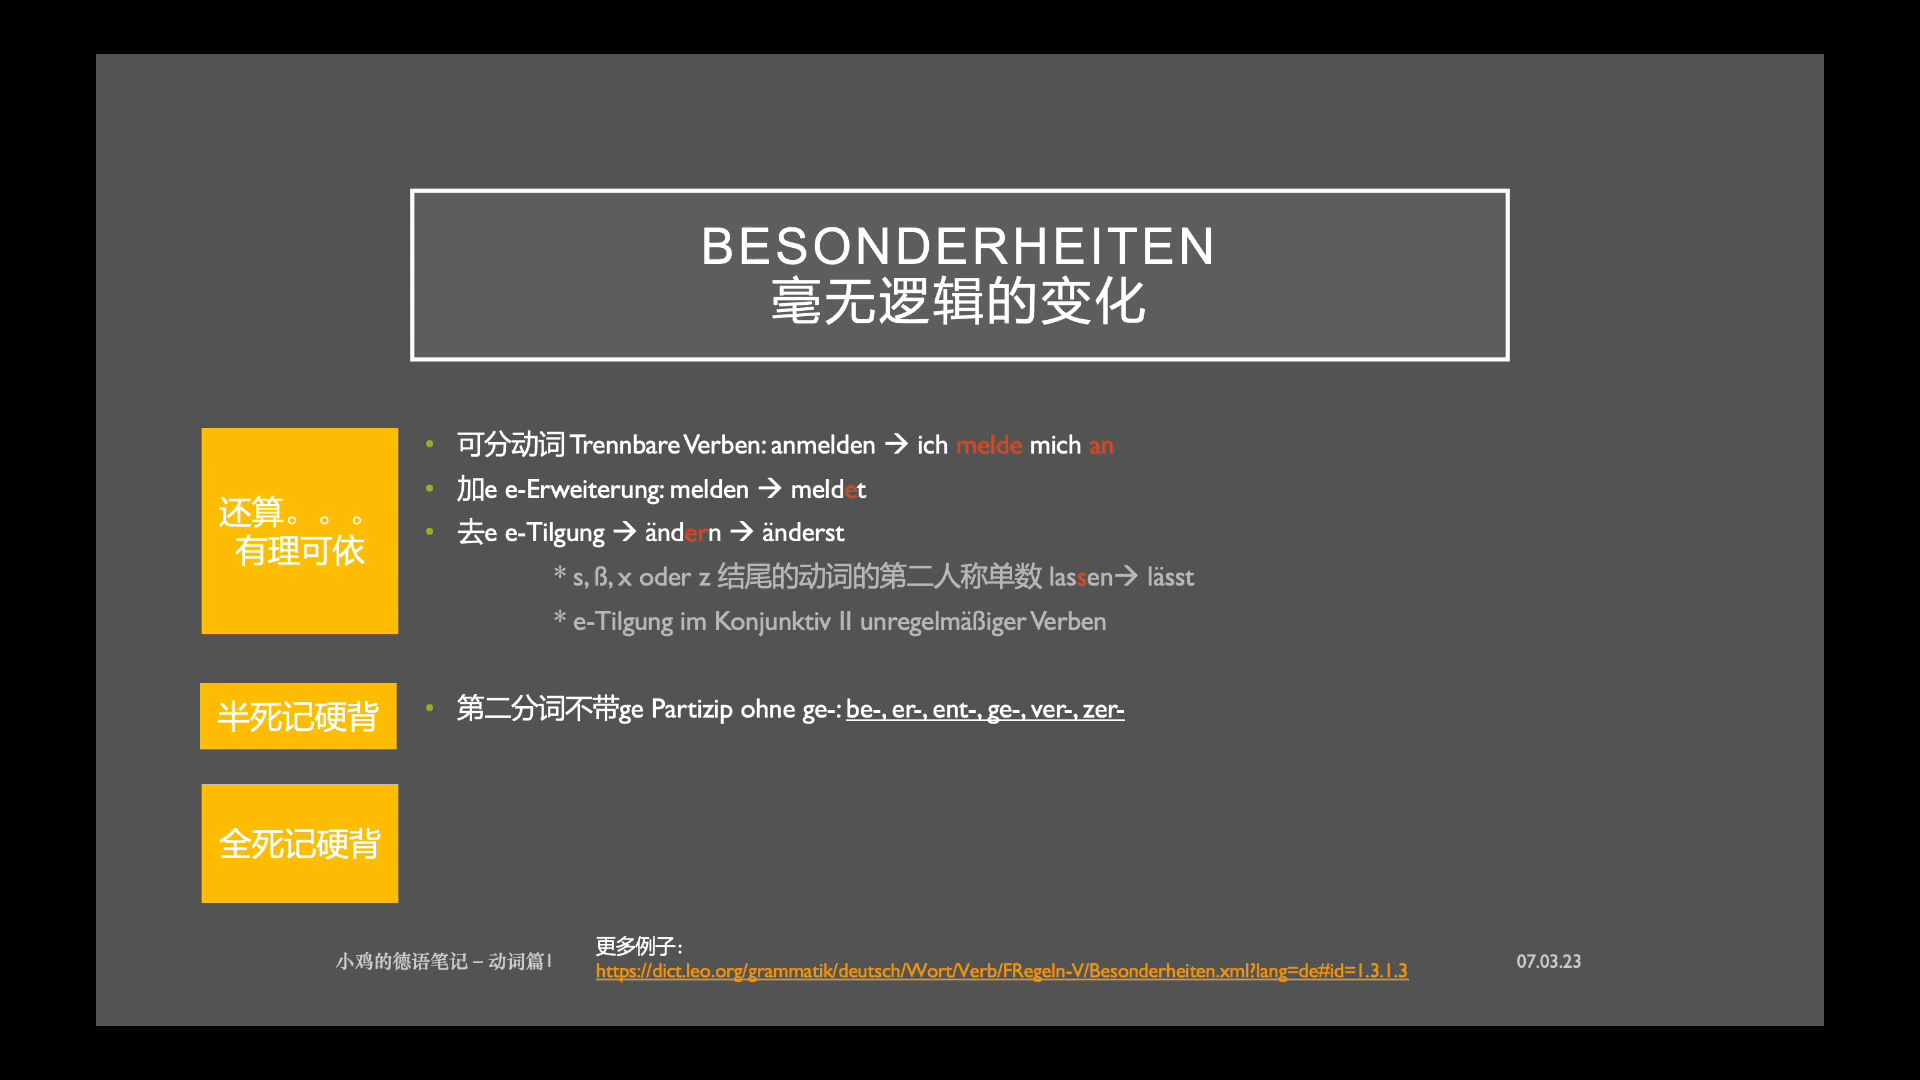 BESONDERHEITEN
毫无逻辑的变化
还算。。。
有理可依
• 可分动词 Trennbare Verben: anmelden → ich melde mich an
• 加e e-Erweiterung: melden → meldet
• 去e e-Tilgung → ändern → änderst
* s, ß, x oder z 结尾的动词的第二人称单数 lassen→ lässt
* e-Tilgung im Konjunktiv II unregelmäßiger Verben
半死记硬背
• 第二分词不带ge Partizip ohne ge-: be-, er-, ent-, ge-, ver-, zer-
全死记硬背
小鸡的德语笔记 – 动词篇1
更多例子：
https://dict.leo.org/grammatik/deutsch/Wort/Verb/FRegeln-V/Besonderheiten.xml?lang=de#id=1.3.1.3
07.03.23